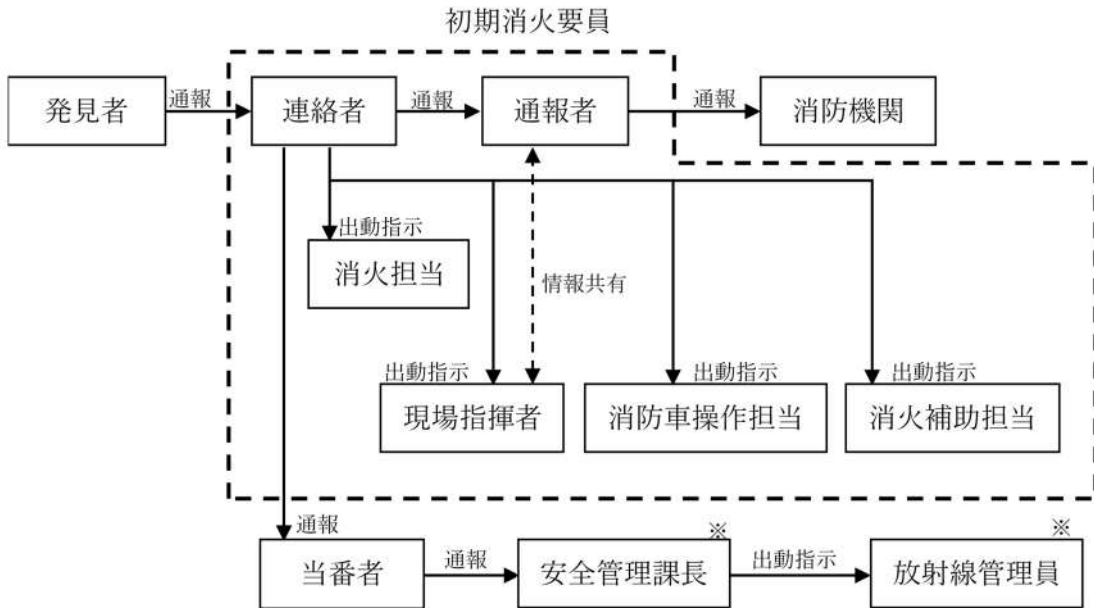 初期消火要員
発見者
通報
連絡者
通報
通報者
通報
消防機関
出動指示
消火担当
情報共有
出動指示
現場指揮者
出動指示
消防車操作担当
出動指示
消火補助担当
通報
当番者
通報
※
安全管理課長
出動指示
※
放射線管理員